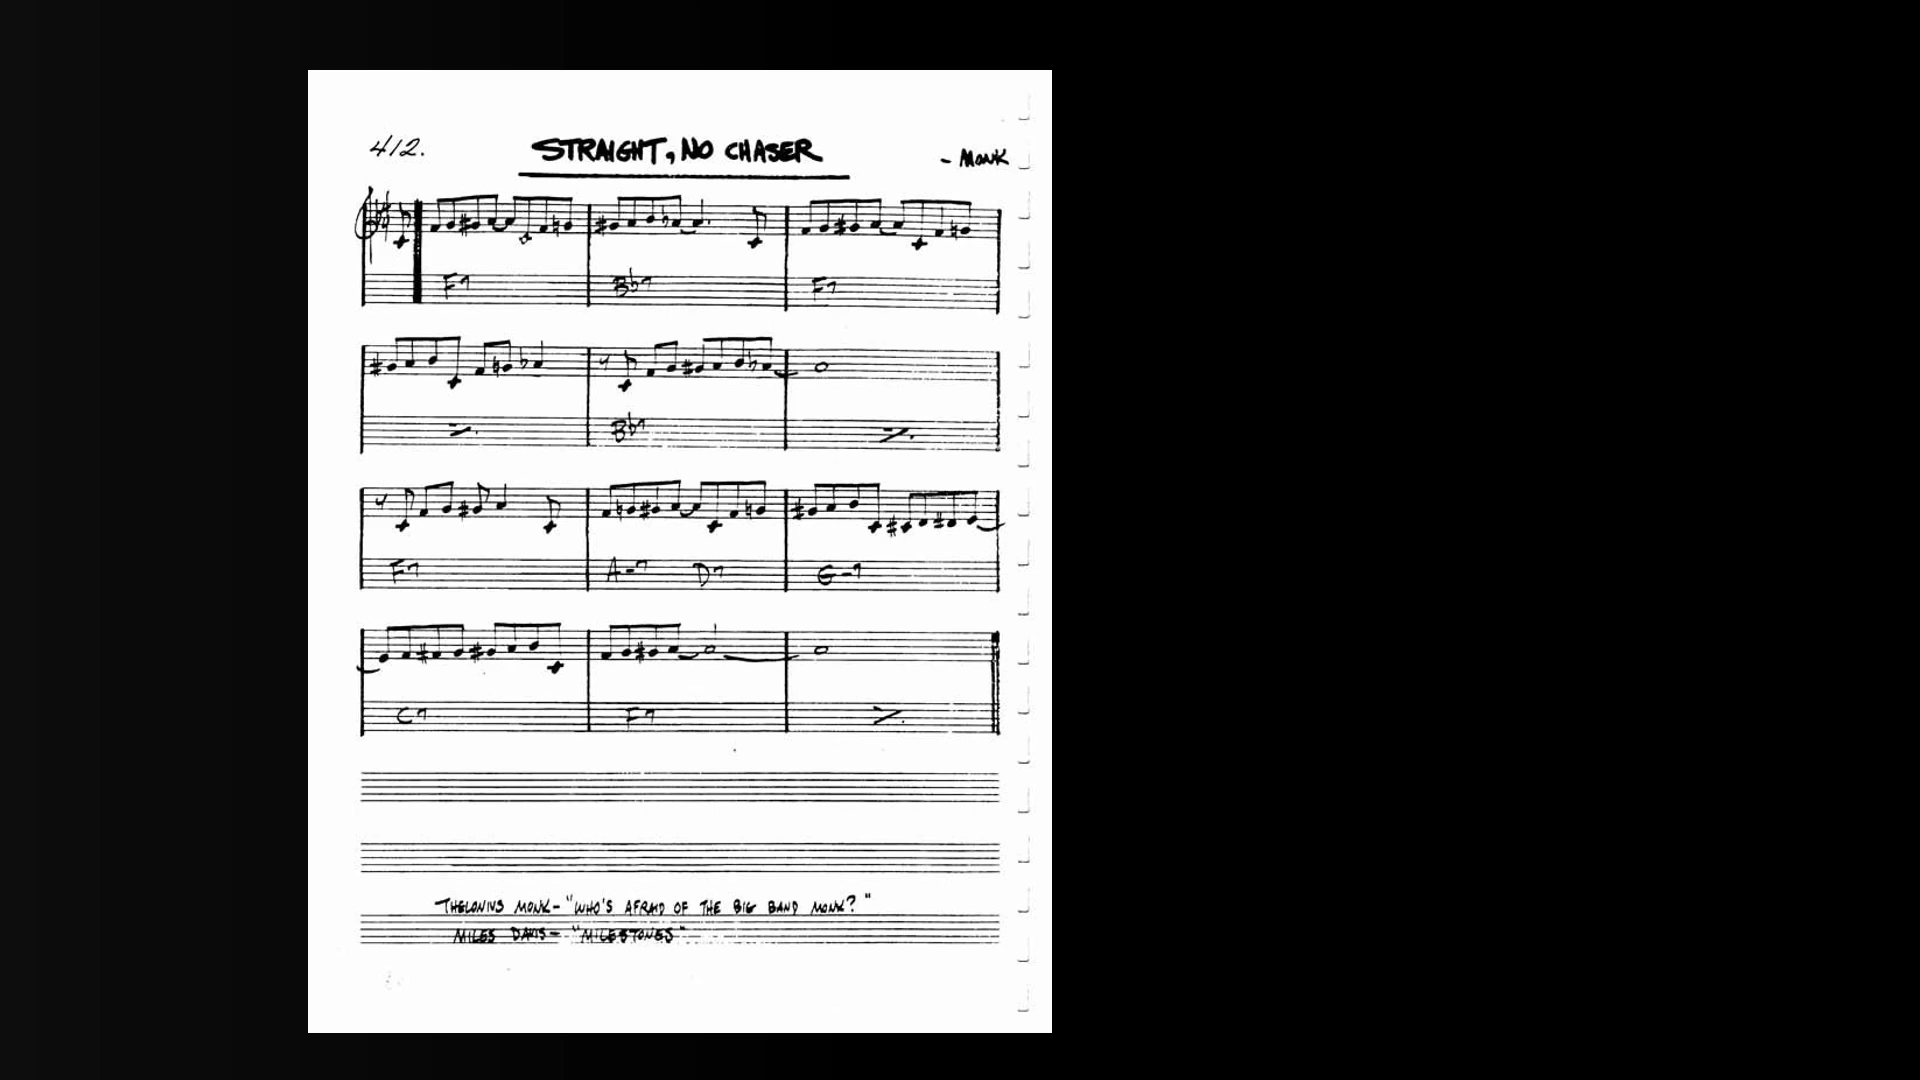 412.
STRAIGHT, NO CHASER
- MONK
F7 Bb7 F7
Bb7
F7 A-7 D7 G-7
C7 F7
THELONIUS MONK - "WHO'S AFRAID OF THE BIG BAND MONK?"
MILES DAVIS - "MILESTONES"